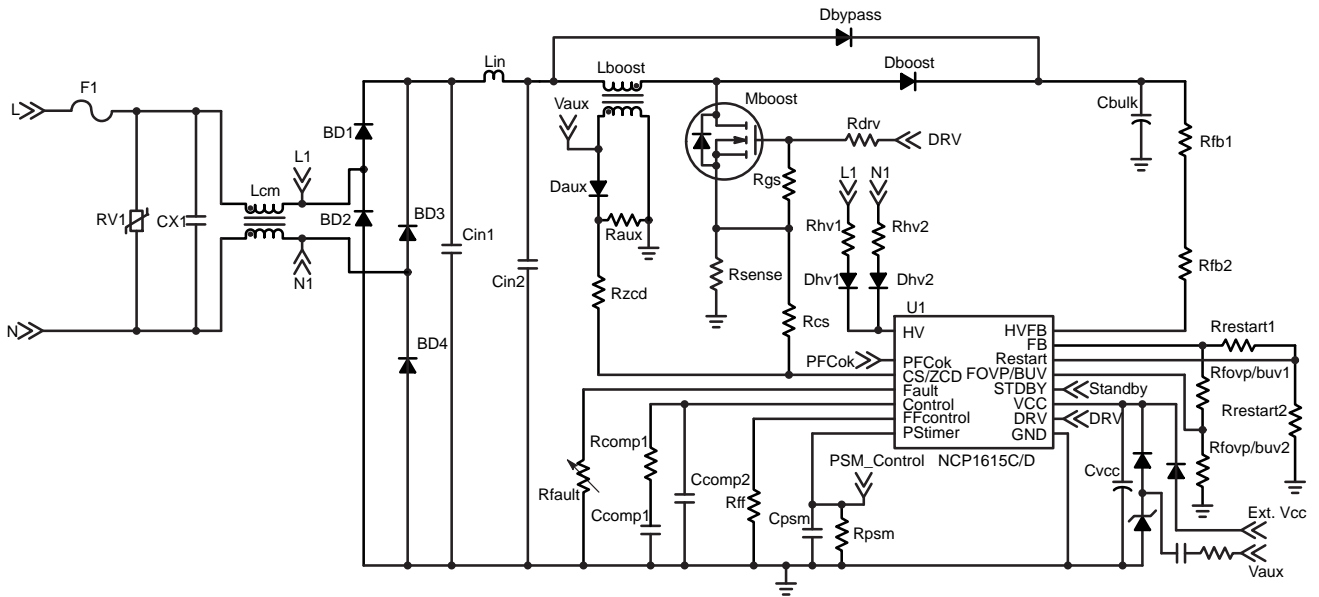 Dbypass
Lin
Lboost
Dboost
F1
L
Vaux
Mboost
Cbulk
BD1
Rdrv
DRV
Rfb1
L1
Lcm
Daux
Rgs
L1
N1
RV1
CX1
BD2
BD3
Raux
Rhv1
Rhv2
Cin1
Rsense
Rfb2
N1
Cin2
Rzcd
Dhv1
Dhv2
U1
Rcs
N
HV
HVFB
Rrestart1
BD4
FB
PFCok
PFCok
Restart
CS/ZCD
FOVP/BUV
Rfovp/buv1
Fault
STDBY
Standby
Control
VCC
FFcontrol
DRV
DRV
Rrestart2
PStimer
GND
Rcomp1
PSM_Control
NCP1615C/D
Rfovp/buv2
Rfault
Ccomp2
Cvcc
Rff
Ccomp1
Cpsm
Rpsm
Ext. Vcc
Vaux